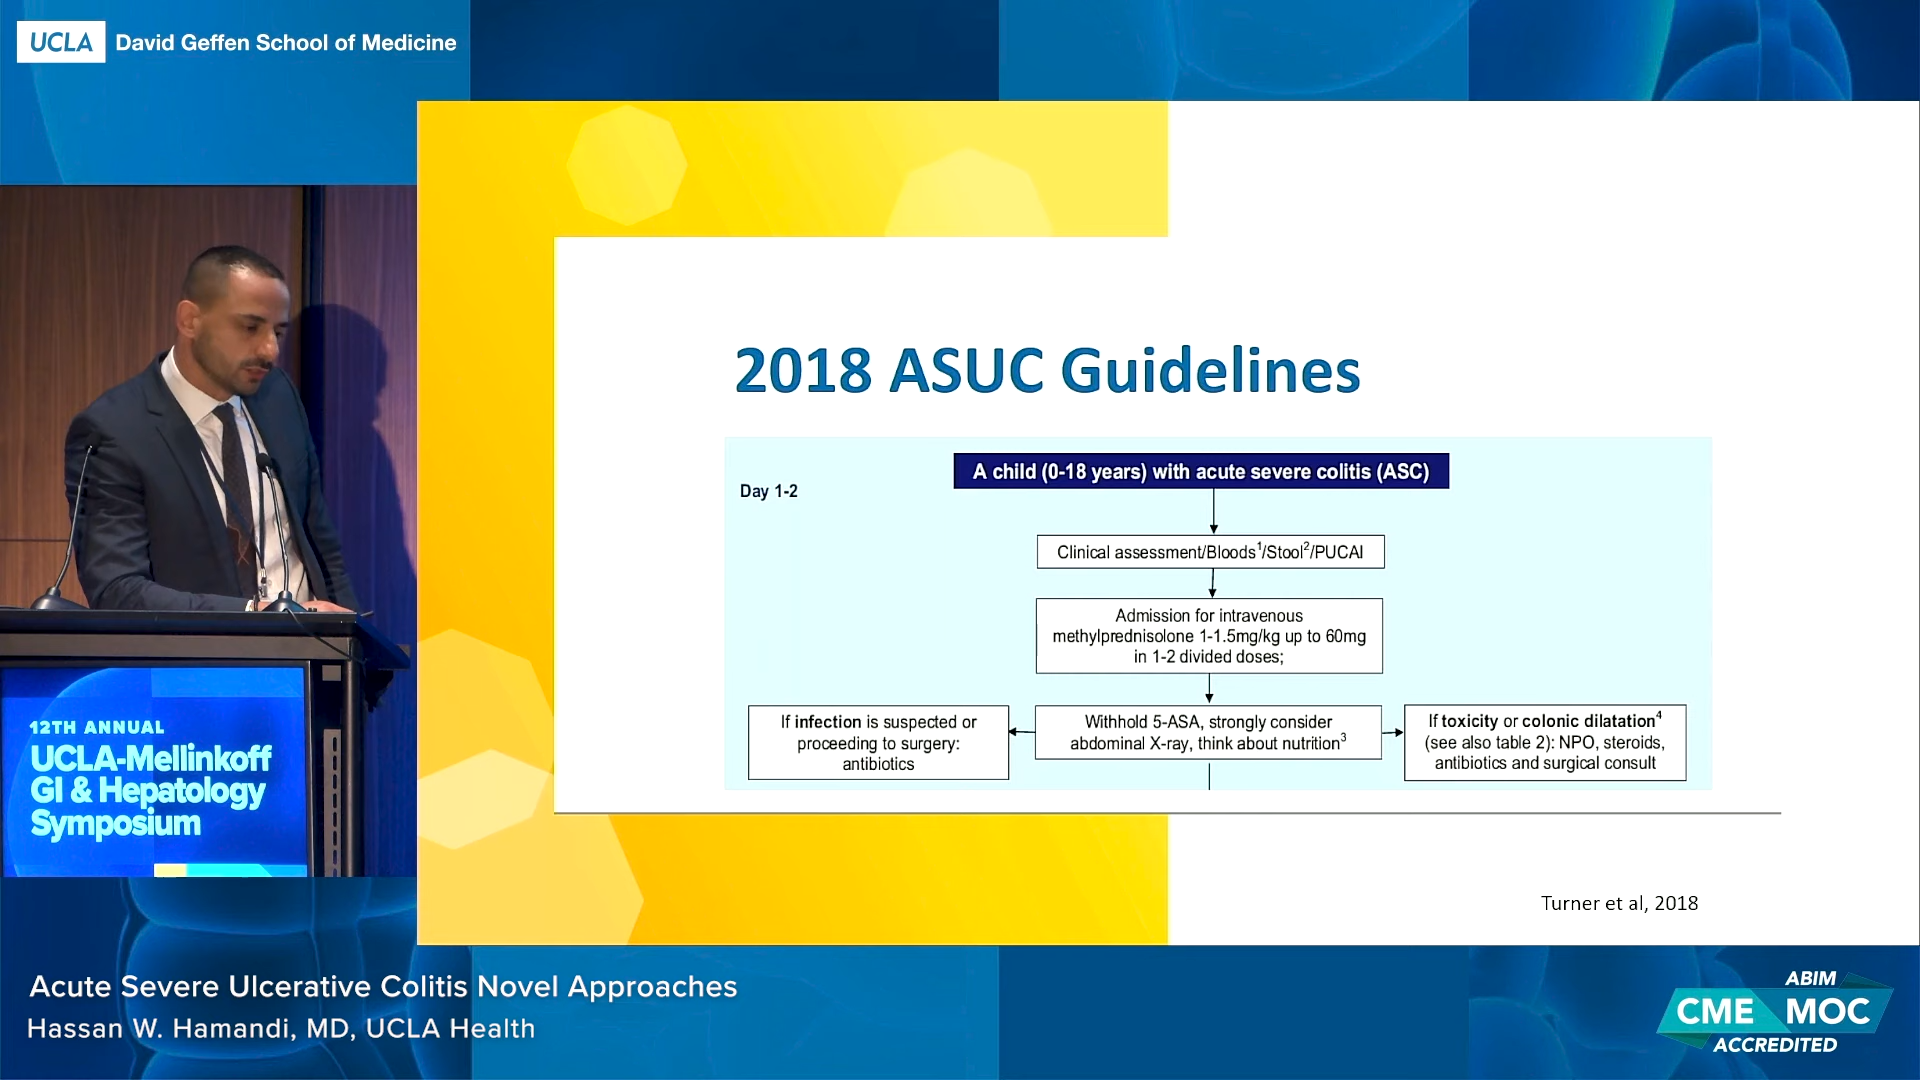 UCLA David Geffen School of Medicine
2018 ASUC Guidelines
Day 1-2
A child (0-18 years) with acute severe colitis (ASC)
Clinical assessment/Bloods¹/Stool²/PUCAI
Admission for intravenous
methylprednisolone 1-1.5mg/kg up to 60mg
in 1-2 divided doses;
If infection is suspected or
proceeding to surgery:
antibiotics
Withhold 5-ASA, strongly consider
abdominal X-ray, think about nutrition³
If toxicity or colonic dilatation⁴
(see also table 2): NPO, steroids,
antibiotics and surgical consult
Turner et al, 2018
12TH ANNUAL
UCLA-Mellinkoff
GI & Hepatology
Symposium
Acute Severe Ulcerative Colitis Novel Approaches
Hassan W. Hamandi, MD, UCLA Health
ABIM
CME MOC
ACCREDITED